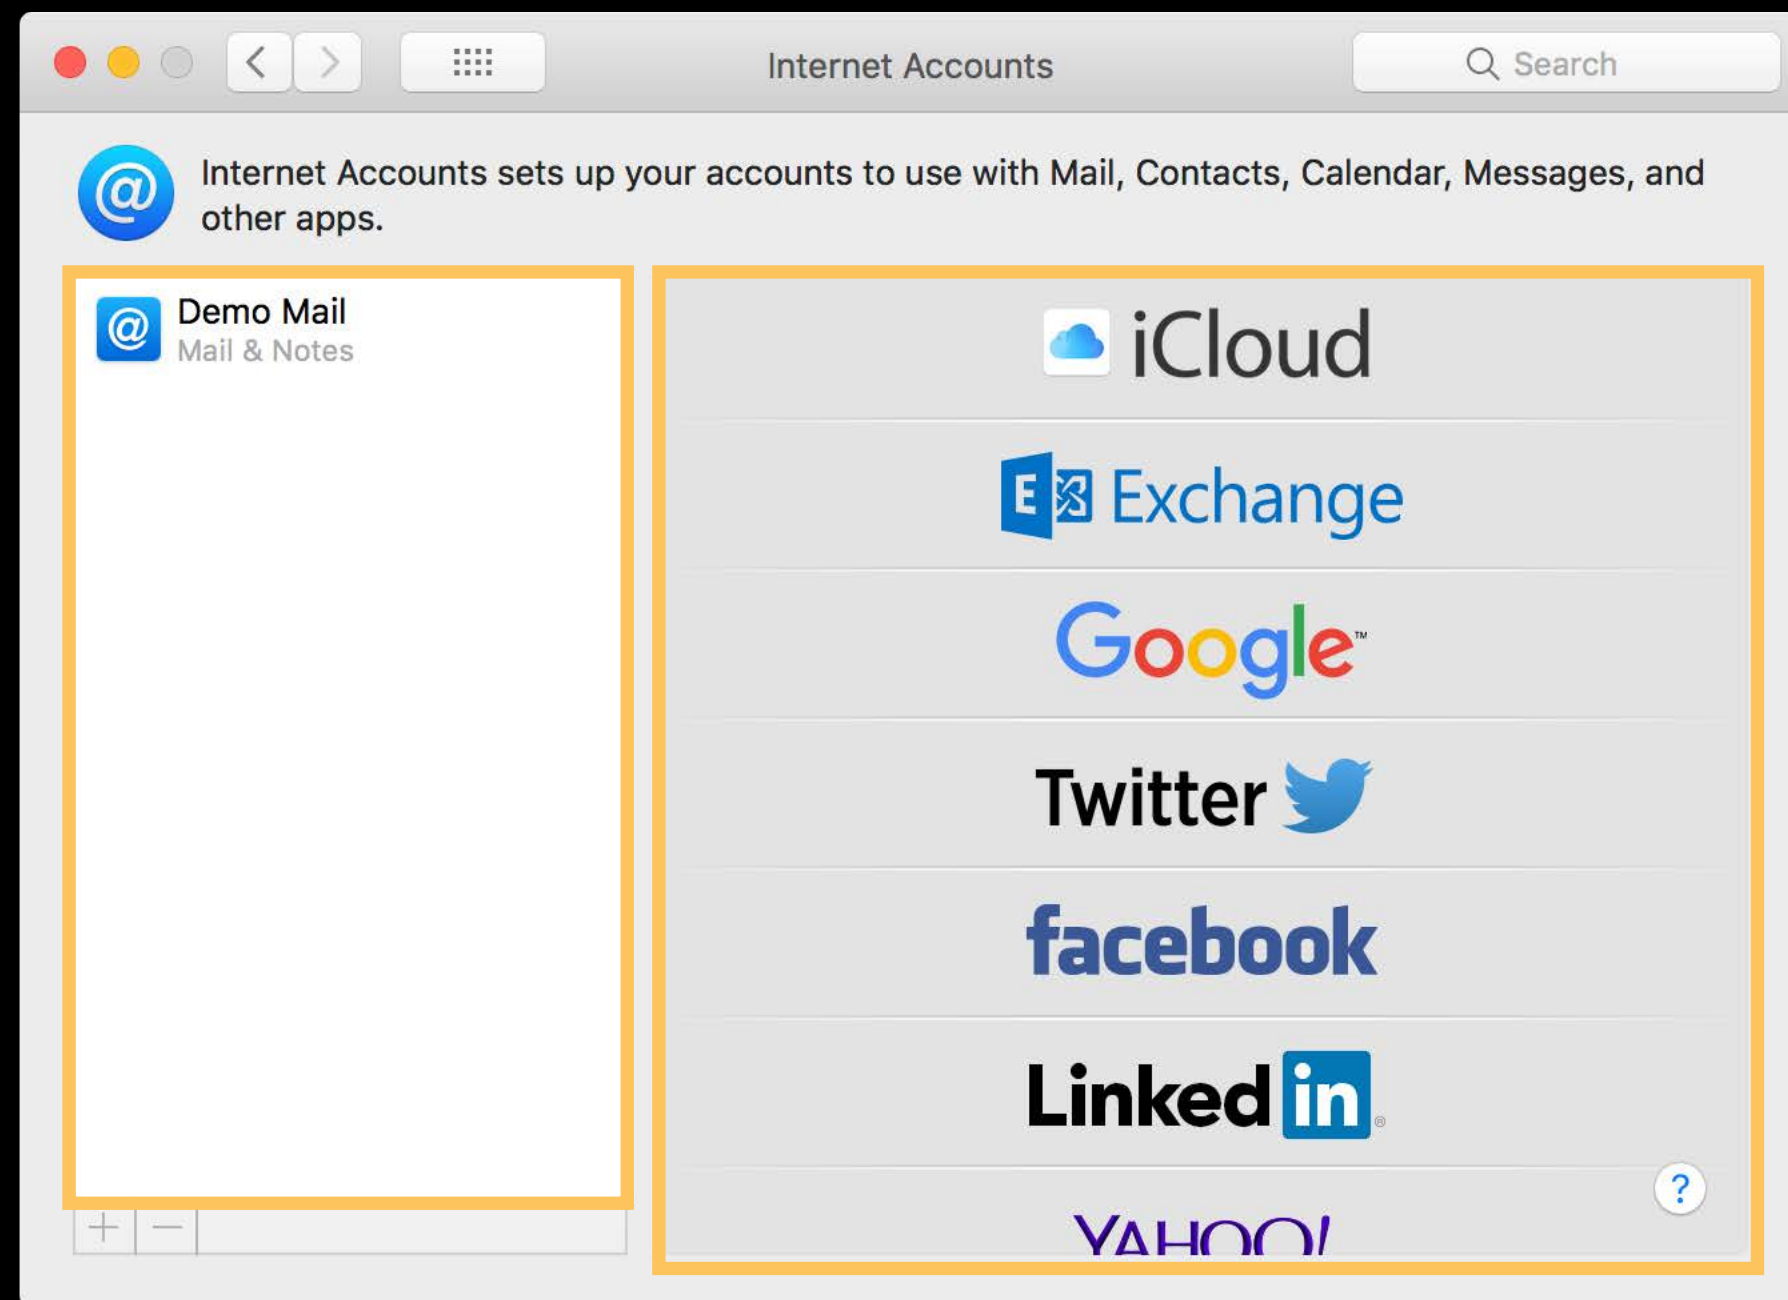 Internet Accounts
Search
Internet Accounts sets up your accounts to use with Mail, Contacts, Calendar, Messages, and
other apps.
Demo Mail
Mail & Notes
iCloud
Exchange
Google™
Twitter
facebook
Linkedin®
YAHOO!
?